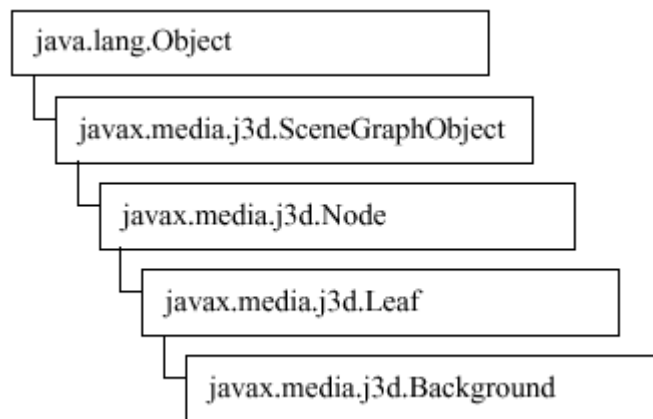 java.lang.Object
javax.media.j3d.SceneGraphObject
javax.media.j3d.Node
javax.media.j3d.Leaf
javax.media.j3d.Background